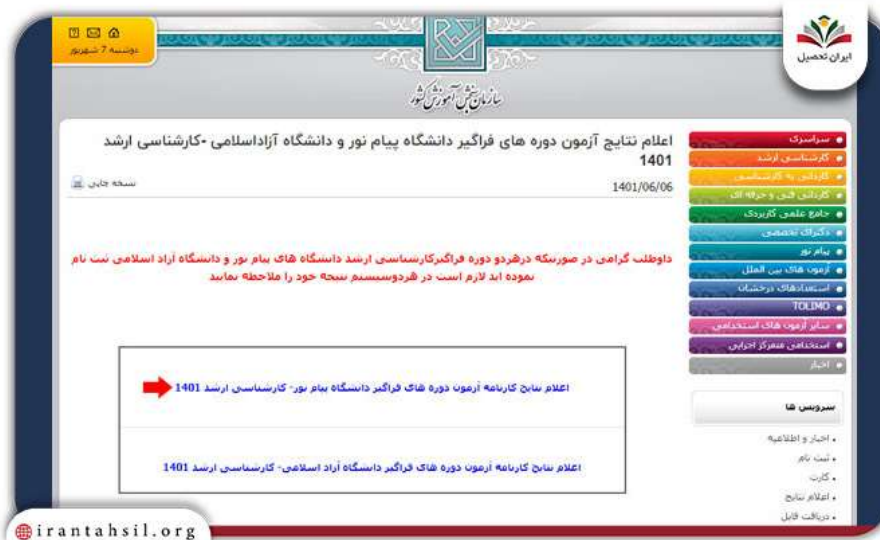 ایران تحصیل
دوشنبه 7 شهریور
سازمان سنجش آموزش کشور
سراسری
کارشناسی ارشد
کاردانی به کارشناسی
کاردانی فنی و حرفه ای
جامع علمی کاربردی
دکترای تخصصی
پیام نور
آزمون های بین الملل
استعدادهای درخشان
TOLIMO
سایر آزمون های استخدامی
استخدامی متمرکز اجرایی
اخبار
سرویس ها
اخبار و اطلاعیه
ثبت نام
کارت
اعلام نتایج
دریافت فایل
اعلام نتایج آزمون دوره های فراگیر دانشگاه پیام نور و دانشگاه آزاداسلامی -کارشناسی ارشد
1401
1401/06/06
نسخه چاپی
داوطلب گرامی در صورتیکه درهردو دوره فراگیرکارشناسی ارشد دانشگاه های پیام نور و دانشگاه آزاد اسلامی ثبت نام
نموده اید لازم است در هردوسیستم نتیجه خود را ملاحظه نمایید
اعلام نتایج کارنامه آزمون دوره های فراگیر دانشگاه پیام نور- کارشناسی ارشد 1401
اعلام نتایج کارنامه آزمون دوره های فراگیر دانشگاه آزاد اسلامی- کارشناسی ارشد 1401
irantahsil.org